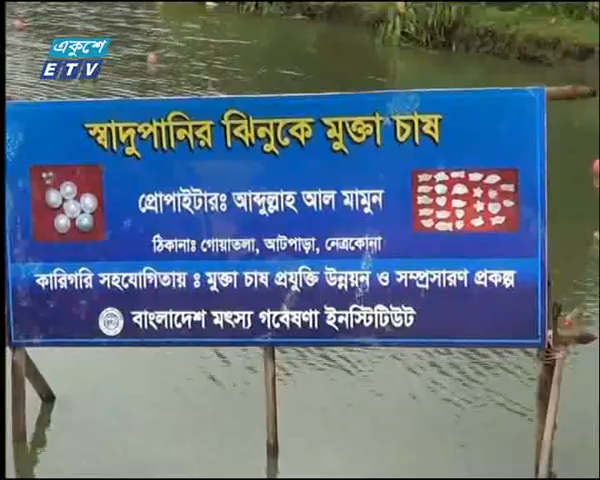 একুশে
ETV
স্বাদুপানির ঝিনুকে মুক্তা চাষ
প্রোপাইটারঃ আব্দুল্লাহ আল মামুন
ঠিকানাঃ গোয়াতলা, আটপাড়া, নেত্রকোনা
কারিগরি সহযোগিতায় ঃ মুক্তা চাষ প্রযুক্তি উন্নয়ন ও সম্প্রসারণ প্রকল্প
বাংলাদেশ মৎস্য গবেষণা ইনস্টিটিউট